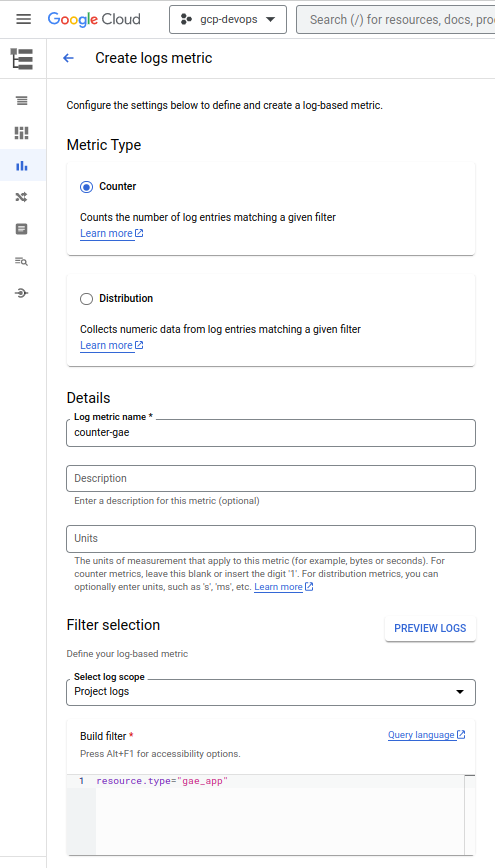 Google Cloud
gcp-devops
Search (/) for resources, docs, pro
Create logs metric
Configure the settings below to define and create a log-based metric.
Metric Type
Counter
Counts the number of log entries matching a given filter
Learn more
Distribution
Collects numeric data from log entries matching a given filter
Learn more
Details
Log metric name *
counter-gae
Description
Enter a description for this metric (optional)
Units
The units of measurement that apply to this metric (for example, bytes or seconds). For
counter metrics, leave this blank or insert the digit '1'. For distribution metrics, you can
optionally enter units, such as 's', 'ms', etc. Learn more
Filter selection
PREVIEW LOGS
Define your log-based metric
Select log scope
Project logs
Build filter *
Query language
Press Alt+F1 for accessibility options.
1 resource.type="gae_app"